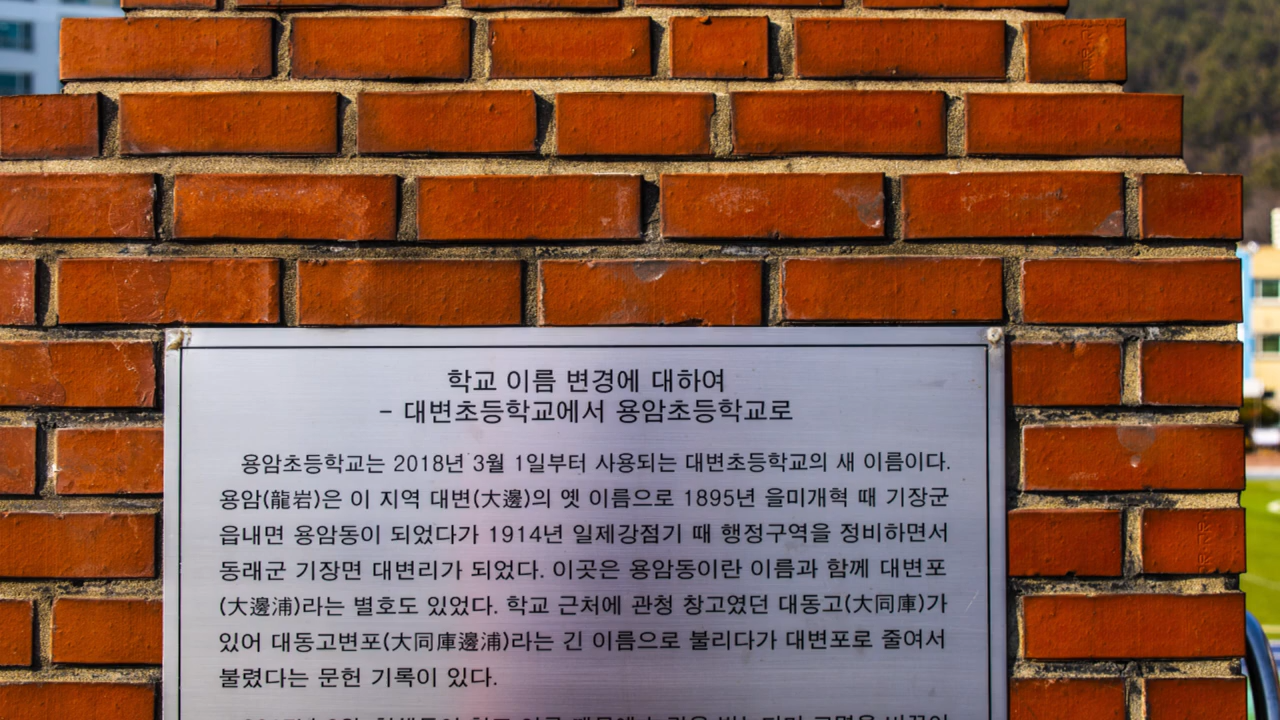 학교 이름 변경에 대하여
- 대변초등학교에서 용암초등학교로
용암초등학교는 2018년 3월 1일부터 사용되는 대변초등학교의 새 이름이다.
용암(龍岩)은 이 지역 대변(大邊)의 옛 이름으로 1895년 을미개혁 때 기장군
읍내면 용암동이 되었다가 1914년 일제강점기 때 행정구역을 정비하면서
동래군 기장면 대변리가 되었다. 이곳은 용암동이란 이름과 함께 대변포
(大邊浦)라는 별호도 있었다. 학교 근처에 관청 창고였던 대동고(大同庫)가
있어 대동고변포(大同庫邊浦)라는 긴 이름으로 불리다가 대변포로 줄여서
불렸다는 문헌 기록이 있다.